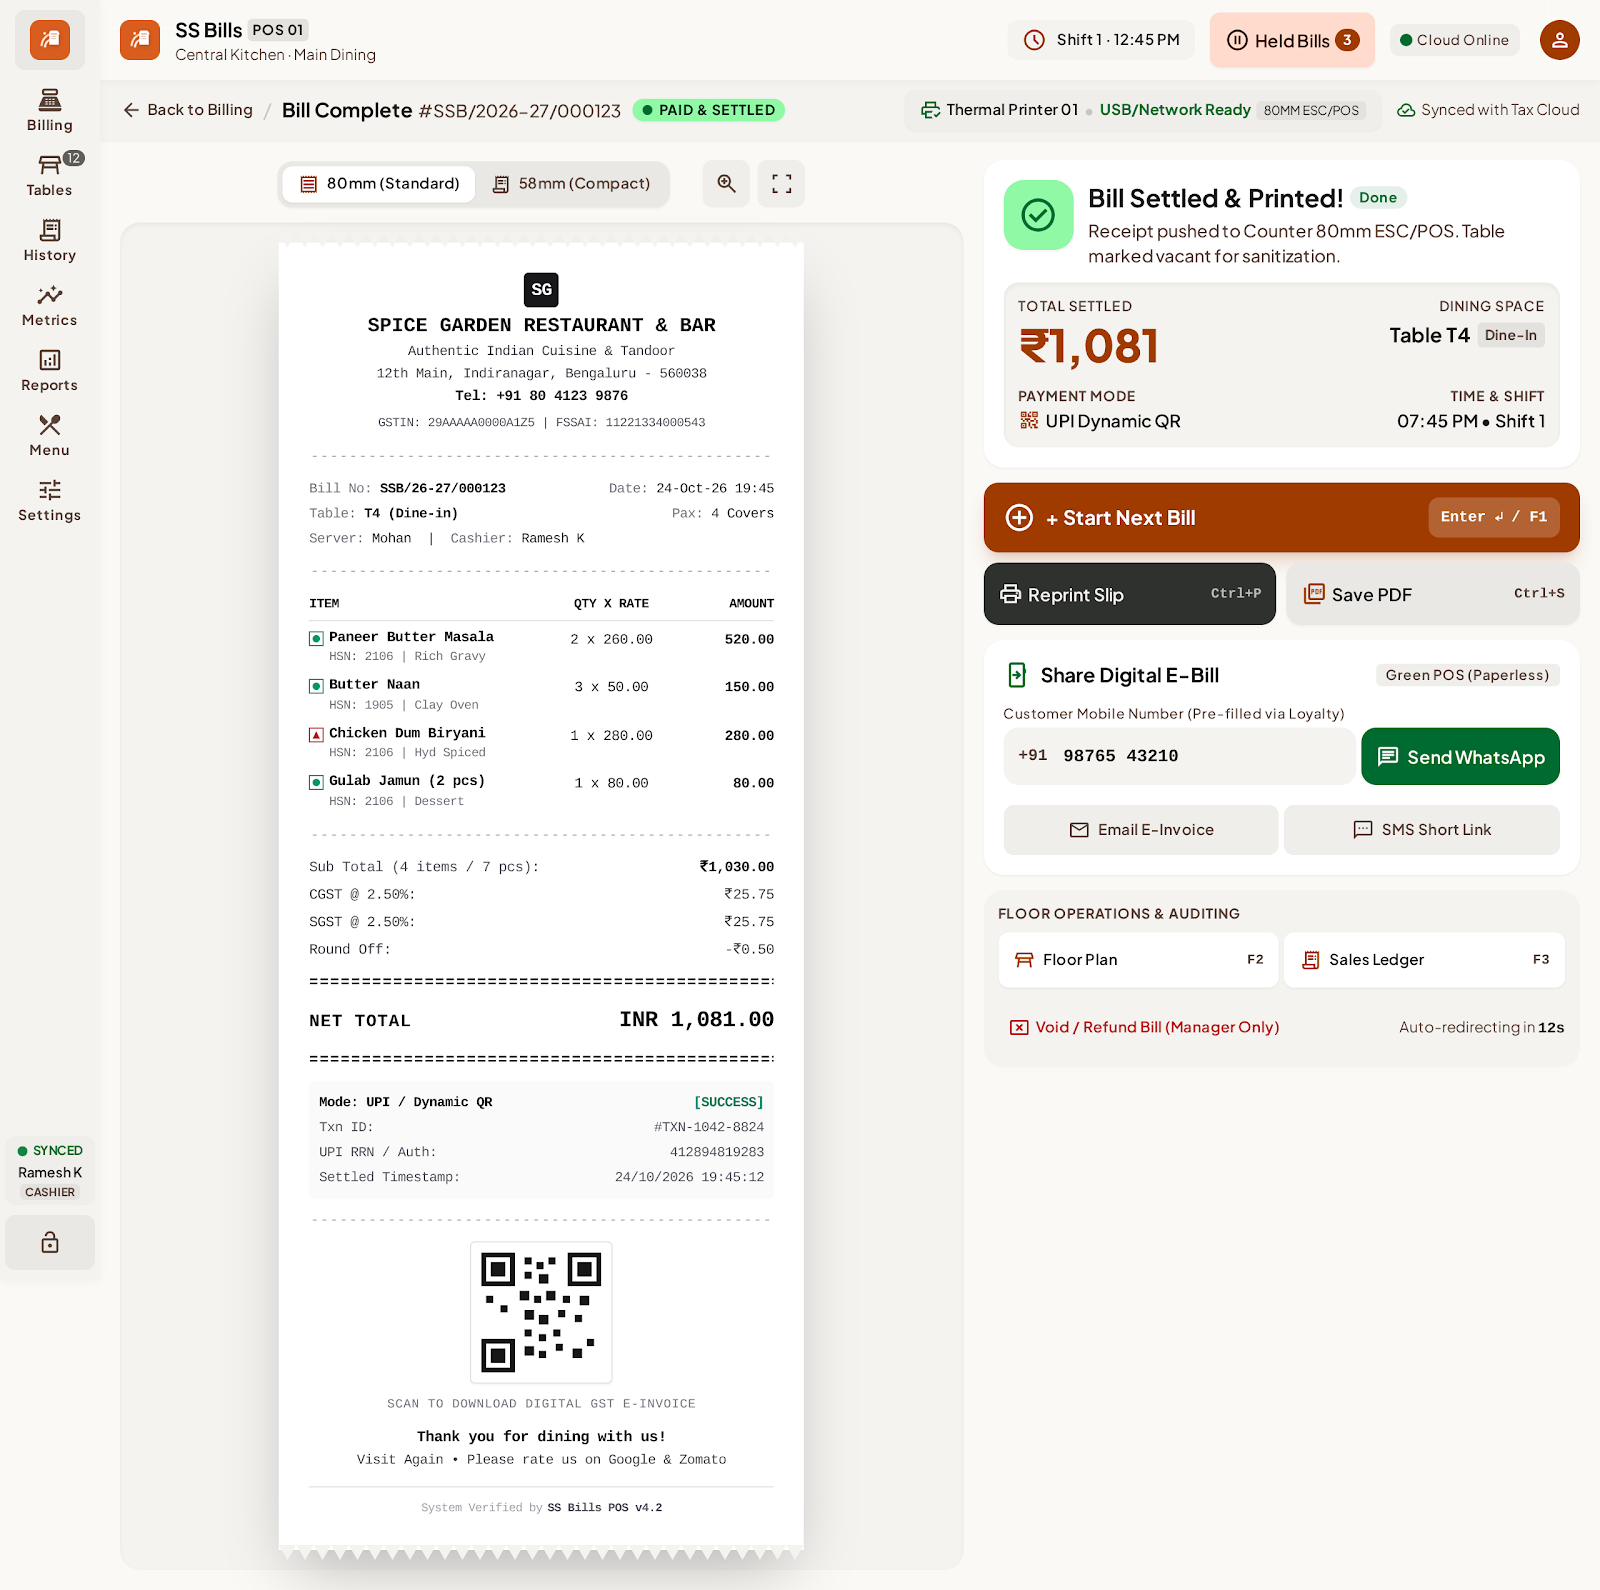 SS Bills POS 01
Central Kitchen · Main Dining
Shift 1 · 12:45 PM
Held Bills 3
Cloud Online
Billing
12
Tables
History
Metrics
Reports
Menu
Settings
SYNCED
Ramesh K
CASHIER
Back to Billing / Bill Complete #SSB/2026-27/000123 PAID & SETTLED
Thermal Printer 01 USB/Network Ready 80MM ESC/POS
Synced with Tax Cloud
80mm (Standard)
58mm (Compact)
SG
SPICE GARDEN RESTAURANT & BAR
Authentic Indian Cuisine & Tandoor
12th Main, Indiranagar, Bengaluru - 560038
Tel: +91 80 4123 9876
GSTIN: 29AAAAA0000A1Z5 | FSSAI: 11221334000543
Bill No: SSB/26-27/000123 Date: 24-Oct-26 19:45
Table: T4 (Dine-in) Pax: 4 Covers
Server: Mohan | Cashier: Ramesh K
ITEM QTY X RATE AMOUNT
Paneer Butter Masala 2 x 260.00 520.00
HSN: 2106 | Rich Gravy
Butter Naan 3 x 50.00 150.00
HSN: 1905 | Clay Oven
Chicken Dum Biryani 1 x 280.00 280.00
HSN: 2106 | Hyd Spiced
Gulab Jamun (2 pcs) 1 x 80.00 80.00
HSN: 2106 | Dessert
Sub Total (4 items / 7 pcs): ₹1,030.00
CGST @ 2.50%: ₹25.75
SGST @ 2.50%: ₹25.75
Round Off: -₹0.50
NET TOTAL INR 1,081.00
Mode: UPI / Dynamic QR [SUCCESS]
Txn ID: #TXN-1042-8824
UPI RRN / Auth: 412894819283
Settled Timestamp: 24/10/2026 19:45:12
SCAN TO DOWNLOAD DIGITAL GST E-INVOICE
Thank you for dining with us!
Visit Again • Please rate us on Google & Zomato
System Verified by SS Bills POS v4.2
Bill Settled & Printed! Done
Receipt pushed to Counter 80mm ESC/POS. Table
marked vacant for sanitization.
TOTAL SETTLED DINING SPACE
₹1,081 Table T4 Dine-In
PAYMENT MODE TIME & SHIFT
UPI Dynamic QR 07:45 PM • Shift 1
+ Start Next Bill Enter ↲ / F1
Reprint Slip Ctrl+P
Save PDF Ctrl+S
Share Digital E-Bill Green POS (Paperless)
Customer Mobile Number (Pre-filled via Loyalty)
+91 98765 43210
Send WhatsApp
Email E-Invoice
SMS Short Link
FLOOR OPERATIONS & AUDITING
Floor Plan F2
Sales Ledger F3
Void / Refund Bill (Manager Only) Auto-redirecting in 12s